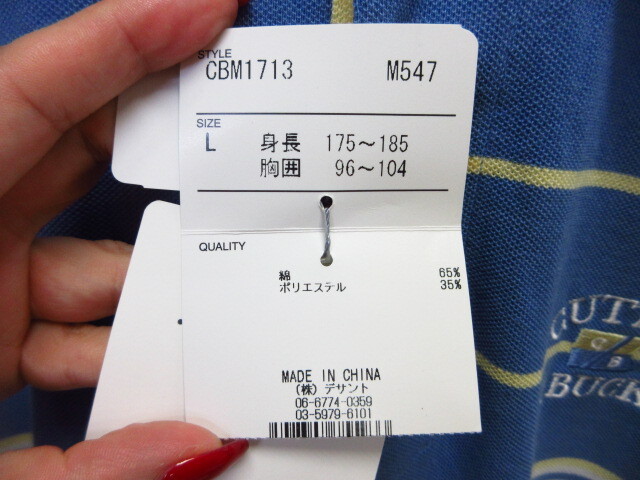 STYLE
CBM1713 M547
SIZE
L 身長 175～185
胸囲 96～104
QUALITY
綿 65%
ポリエステル 35%
MADE IN CHINA
(株) デサント
06-6774-0359
03-5979-6101
C
B